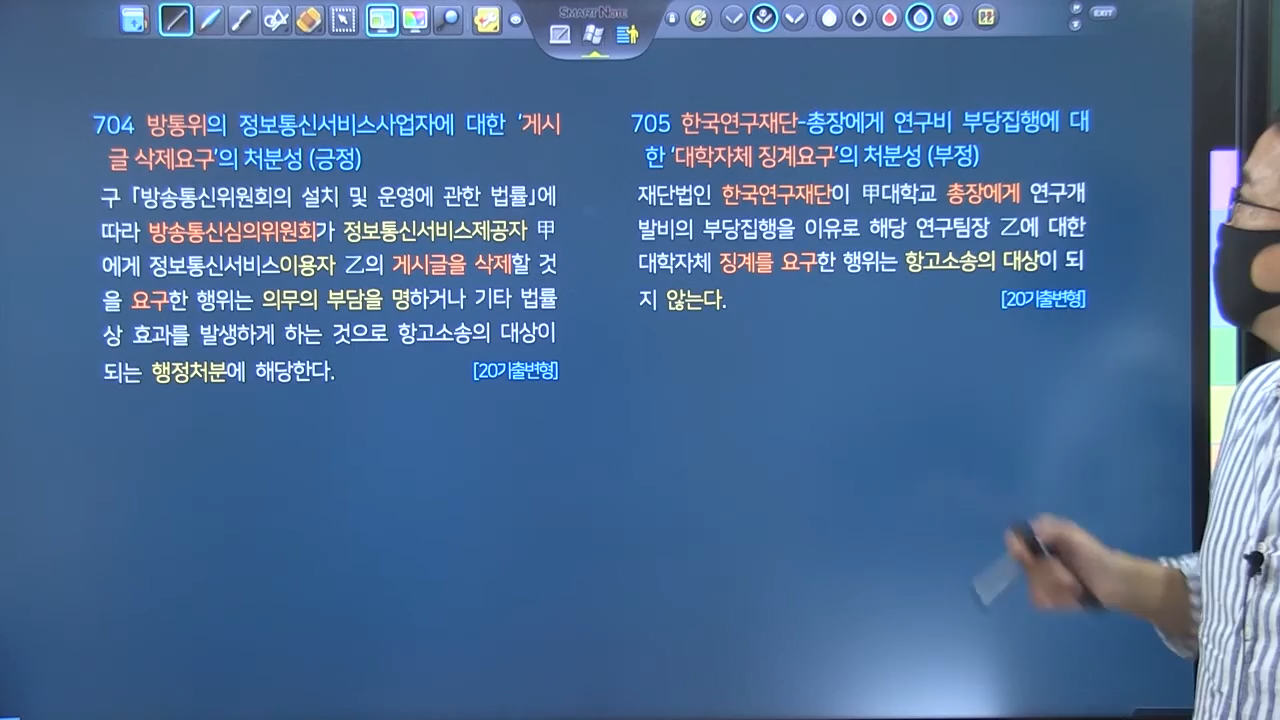 SMART NOTE
EXIT
704 방통위의 정보통신서비스사업자에 대한 '게시
글 삭제요구'의 처분성 (긍정)
구「방송통신위원회의 설치 및 운영에 관한 법률」에
따라 방송통신심의위원회가 정보통신서비스제공자 甲
에게 정보통신서비스이용자 乙의 게시글을 삭제할 것
을 요구한 행위는 의무의 부담을 명하거나 기타 법률
상 효과를 발생하게 하는 것으로 항고소송의 대상이
되는 행정처분에 해당한다. [20기출변형]
705 한국연구재단-총장에게 연구비 부당집행에 대
한 '대학자체 징계요구'의 처분성 (부정)
재단법인 한국연구재단이 甲대학교 총장에게 연구개
발비의 부당집행을 이유로 해당 연구팀장 乙에 대한
대학자체 징계를 요구한 행위는 항고소송의 대상이 되
지 않는다. [20기출변형]